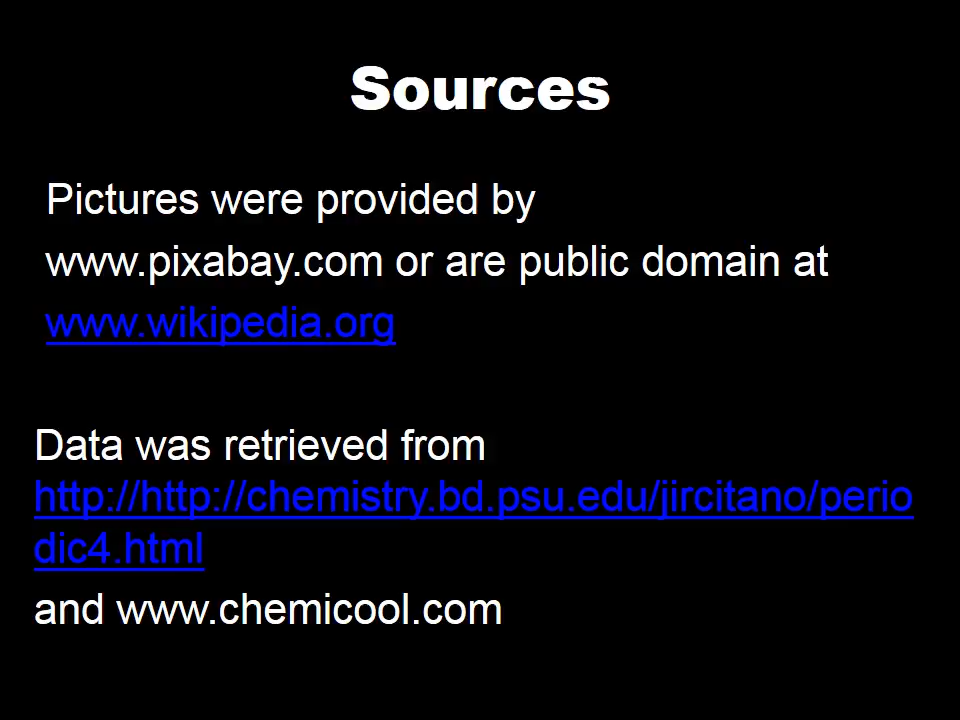 Sources
Pictures were provided by
www.pixabay.com or are public domain at
www.wikipedia.org
Data was retrieved from
http://http://chemistry.bd.psu.edu/jircitano/perio
dic4.html
and www.chemicool.com